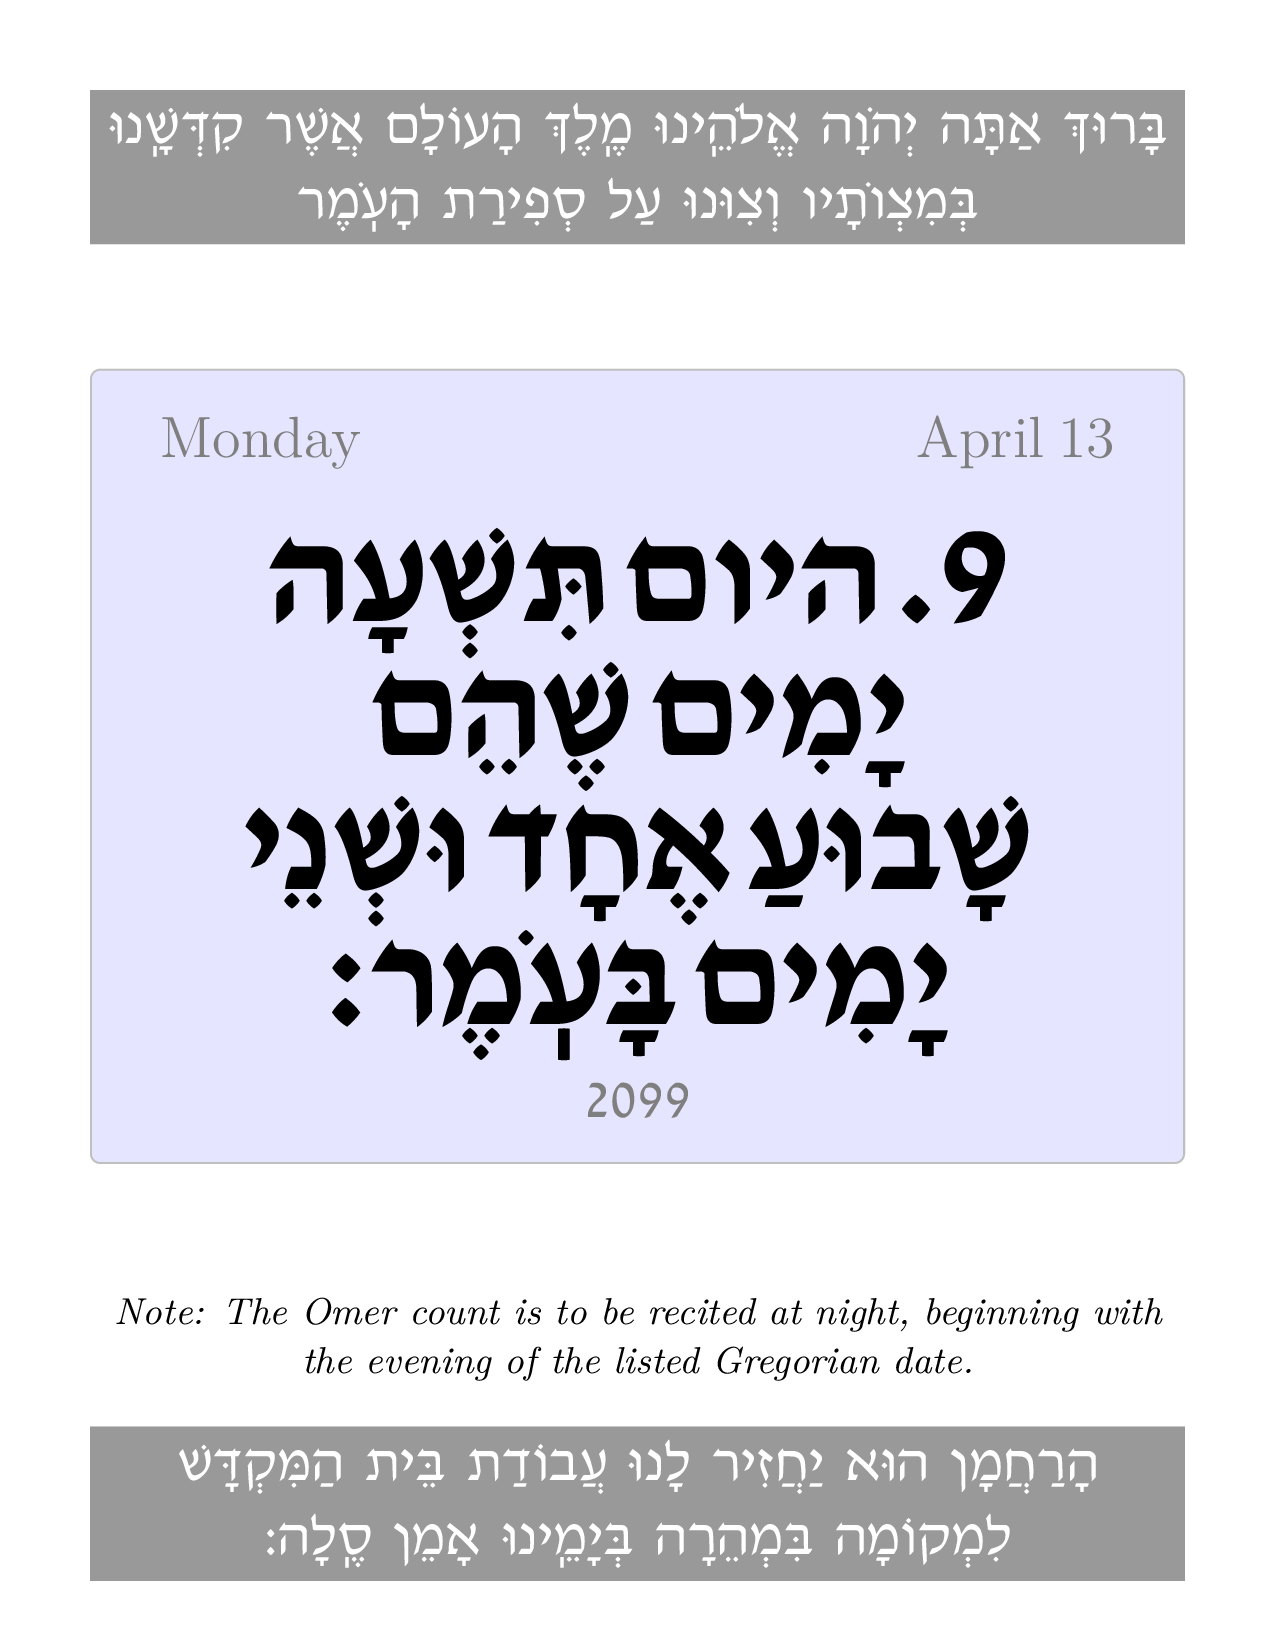 בָּרוּךְ אַתָּה יְהֹוָה אֱלֹהֵֽינוּ מֶֽלֶךְ הָעוֹלָם אֲשֶׁר קִדְּשָֽׁנוּ
בְּמִצְוֹתָיו וְצִוּנוּ עַל סְפִירַת הָעֹֽמֶר
Monday April 13
9. היום תִּשְׁעָה
יָמִים שֶׁהֵם
שָׁבוּעַ אֶחָד וּשְׁנֵי
יָמִים בָּעֹֽמֶר:
2099
Note: The Omer count is to be recited at night, beginning with
the evening of the listed Gregorian date.
הָרַחֲמָן הוּא יַחֲזִיר לָנוּ עֲבוֹדַת בֵּית הַמִּקְדָּשׁ
לִמְקוֹמָה בִּמְהֵרָה בְּיָמֵֽינוּ אָמֵן סֶֽלָה: